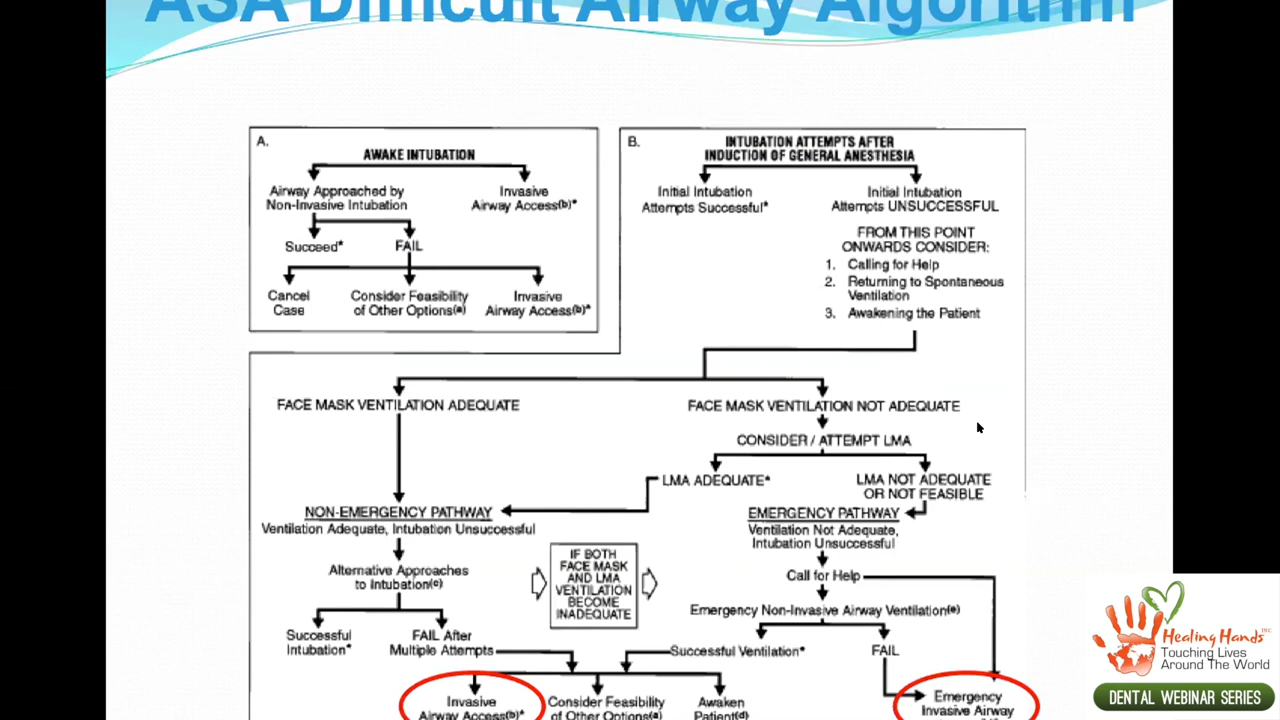 ASA Difficult Airway Algorithm
A.
AWAKE INTUBATION
Airway Approached by
Non-Invasive Intubation
Invasive
Airway Access(b)*
Succeed*
FAIL
Cancel
Case
Consider Feasibility
of Other Options(a)
Invasive
Airway Access(b)*
B.
INTUBATION ATTEMPTS AFTER
INDUCTION OF GENERAL ANESTHESIA
Initial Intubation
Attempts Successful*
Initial Intubation
Attempts UNSUCCESSFUL
FROM THIS POINT
ONWARDS CONSIDER:
1. Calling for Help
2. Returning to Spontaneous
Ventilation
3. Awakening the Patient
FACE MASK VENTILATION ADEQUATE
FACE MASK VENTILATION NOT ADEQUATE
CONSIDER / ATTEMPT LMA
LMA ADEQUATE*
LMA NOT ADEQUATE
OR NOT FEASIBLE
NON-EMERGENCY PATHWAY
Ventilation Adequate, Intubation Unsuccessful
EMERGENCY PATHWAY
Ventilation Not Adequate,
Intubation Unsuccessful
IF BOTH
FACE MASK
AND LMA
VENTILATION
BECOME
INADEQUATE
Alternative Approaches
to Intubation(c)
Call for Help
Emergency Non-Invasive Airway Ventilation(e)
Successful
Intubation*
FAIL After
Multiple Attempts
Successful Ventilation*
FAIL
Invasive
Airway Access(b)*
Consider Feasibility
of Other Options(a)
Awaken
Patient(d)
Emergency
Invasive Airway
Healing Hands INC
Touching Lives
Around The World
DENTAL WEBINAR SERIES